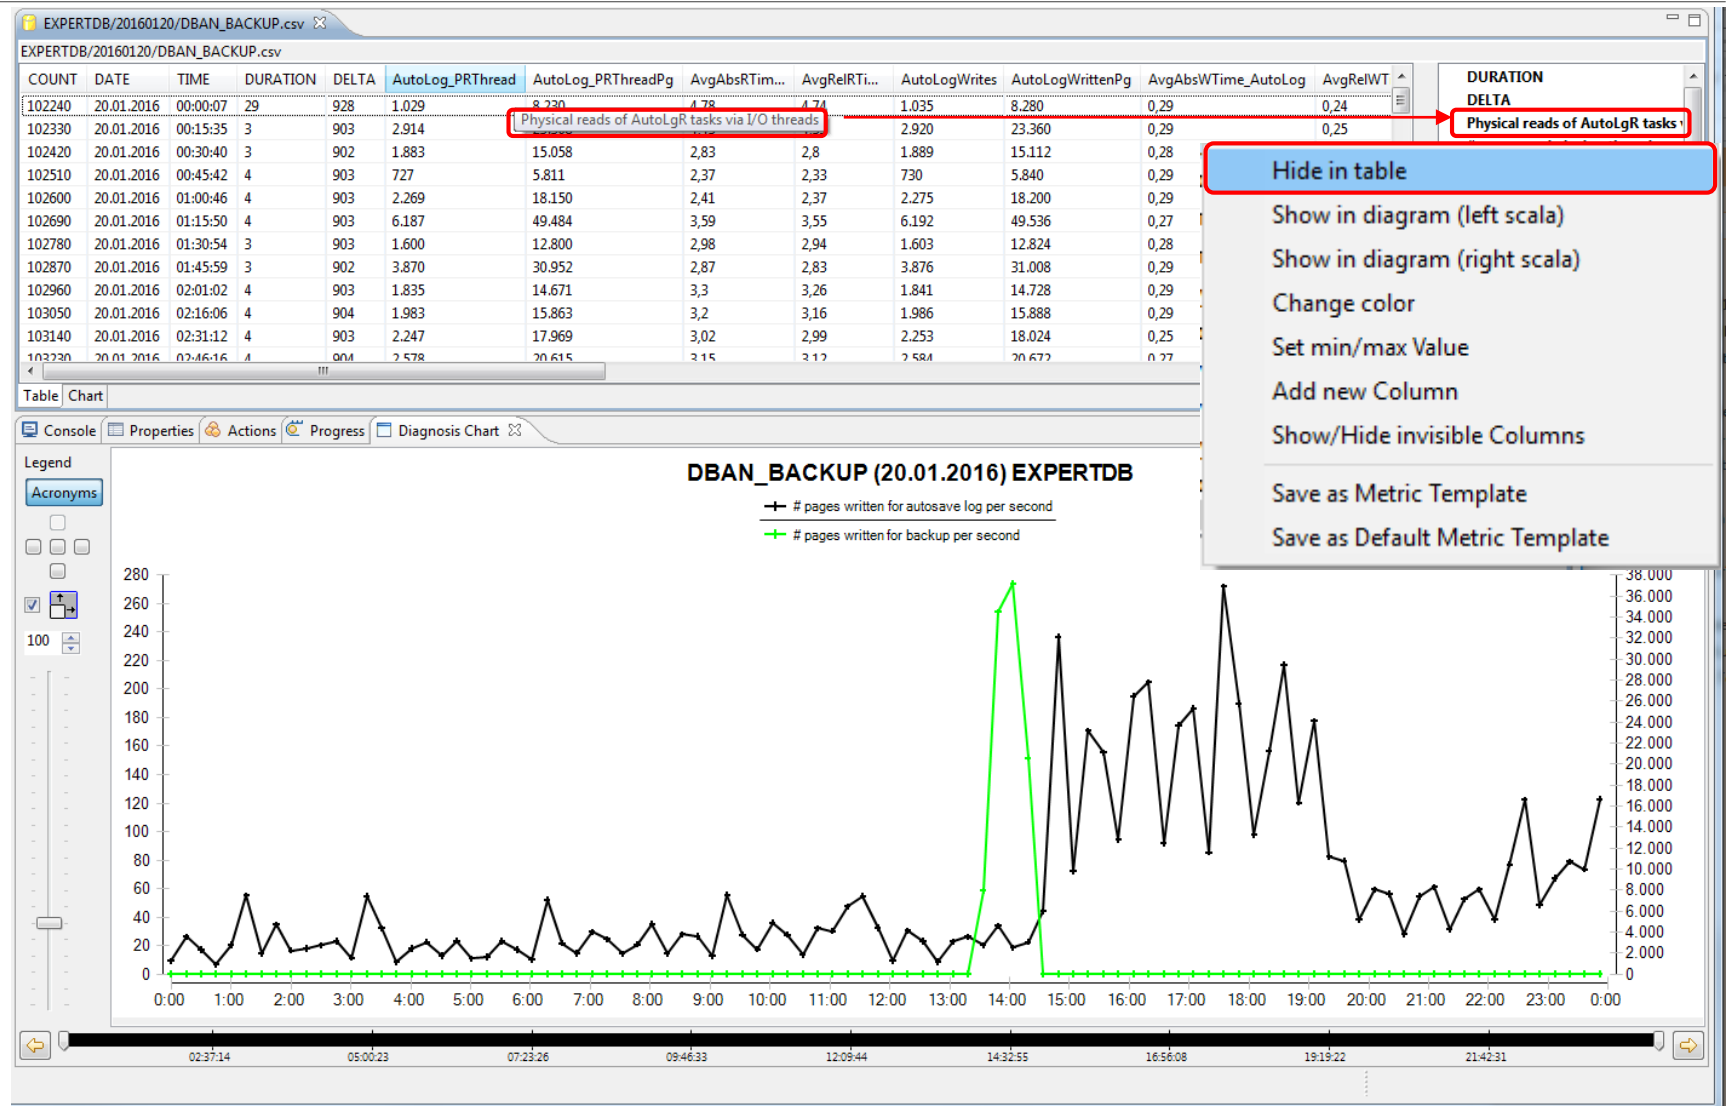 EXPERTDB/20160120/DBAN_BACKUP.csv
EXPERTDB/20160120/DBAN_BACKUP.csv
COUNT DATE TIME DURATION DELTA AutoLog_PRThread AutoLog_PRThreadPg AvgAbsRTim... AvgRelRTi... AutoLogWrites AutoLogWrittenPg AvgAbsWTime_AutoLog AvgRelWT
102240 20.01.2016 00:00:07 29 928 1.029 8.230 4,78 4,74 1.035 8.280 0,29 0,24
102330 20.01.2016 00:15:35 3 903 2.914 2.920 23.360 0,29 0,25
102420 20.01.2016 00:30:40 3 902 1.883 15.058 2,83 2,8 1.889 15.112 0,28
102510 20.01.2016 00:45:42 4 903 727 5.811 2,37 2,33 730 5.840 0,29
102600 20.01.2016 01:00:46 4 903 2.269 18.150 2,41 2,37 2.275 18.200 0,29
102690 20.01.2016 01:15:50 4 903 6.187 49.484 3,59 3,55 6.192 49.536 0,27
102780 20.01.2016 01:30:54 3 903 1.600 12.800 2,98 2,94 1.603 12.824 0,28
102870 20.01.2016 01:45:59 3 902 3.870 30.952 2,87 2,83 3.876 31.008 0,29
102960 20.01.2016 02:01:02 4 903 1.835 14.671 3,3 3,26 1.841 14.728 0,29
103050 20.01.2016 02:16:06 4 904 1.983 15.863 3,2 3,16 1.986 15.888 0,29
103140 20.01.2016 02:31:12 4 903 2.247 17.969 3,02 2,99 2.253 18.024 0,25
103230 20.01.2016 02:46:16 4 904 2.578 20.615 3,15 3,12 2.584 20.672 0,27
Physical reads of AutoLgR tasks via I/O threads
DURATION
DELTA
Physical reads of AutoLgR tasks
Hide in table
Show in diagram (left scala)
Show in diagram (right scala)
Change color
Set min/max Value
Add new Column
Show/Hide invisible Columns
Save as Metric Template
Save as Default Metric Template
Table Chart
Console Properties Actions Progress Diagnosis Chart
Legend
Acronyms
100
DBAN_BACKUP (20.01.2016) EXPERTDB
# pages written for autosave log per second
# pages written for backup per second
280
260
240
220
200
180
160
140
120
100
80
60
40
20
0
38.000
36.000
34.000
32.000
30.000
28.000
26.000
24.000
22.000
20.000
18.000
16.000
14.000
12.000
10.000
8.000
6.000
4.000
2.000
0
0:00 1:00 2:00 3:00 4:00 5:00 6:00 7:00 8:00 9:00 10:00 11:00 12:00 13:00 14:00 15:00 16:00 17:00 18:00 19:00 20:00 21:00 22:00 23:00 0:00
02:37:14 05:00:23 07:23:26 09:46:33 12:09:44 14:32:55 16:56:08 19:19:22 21:42:31